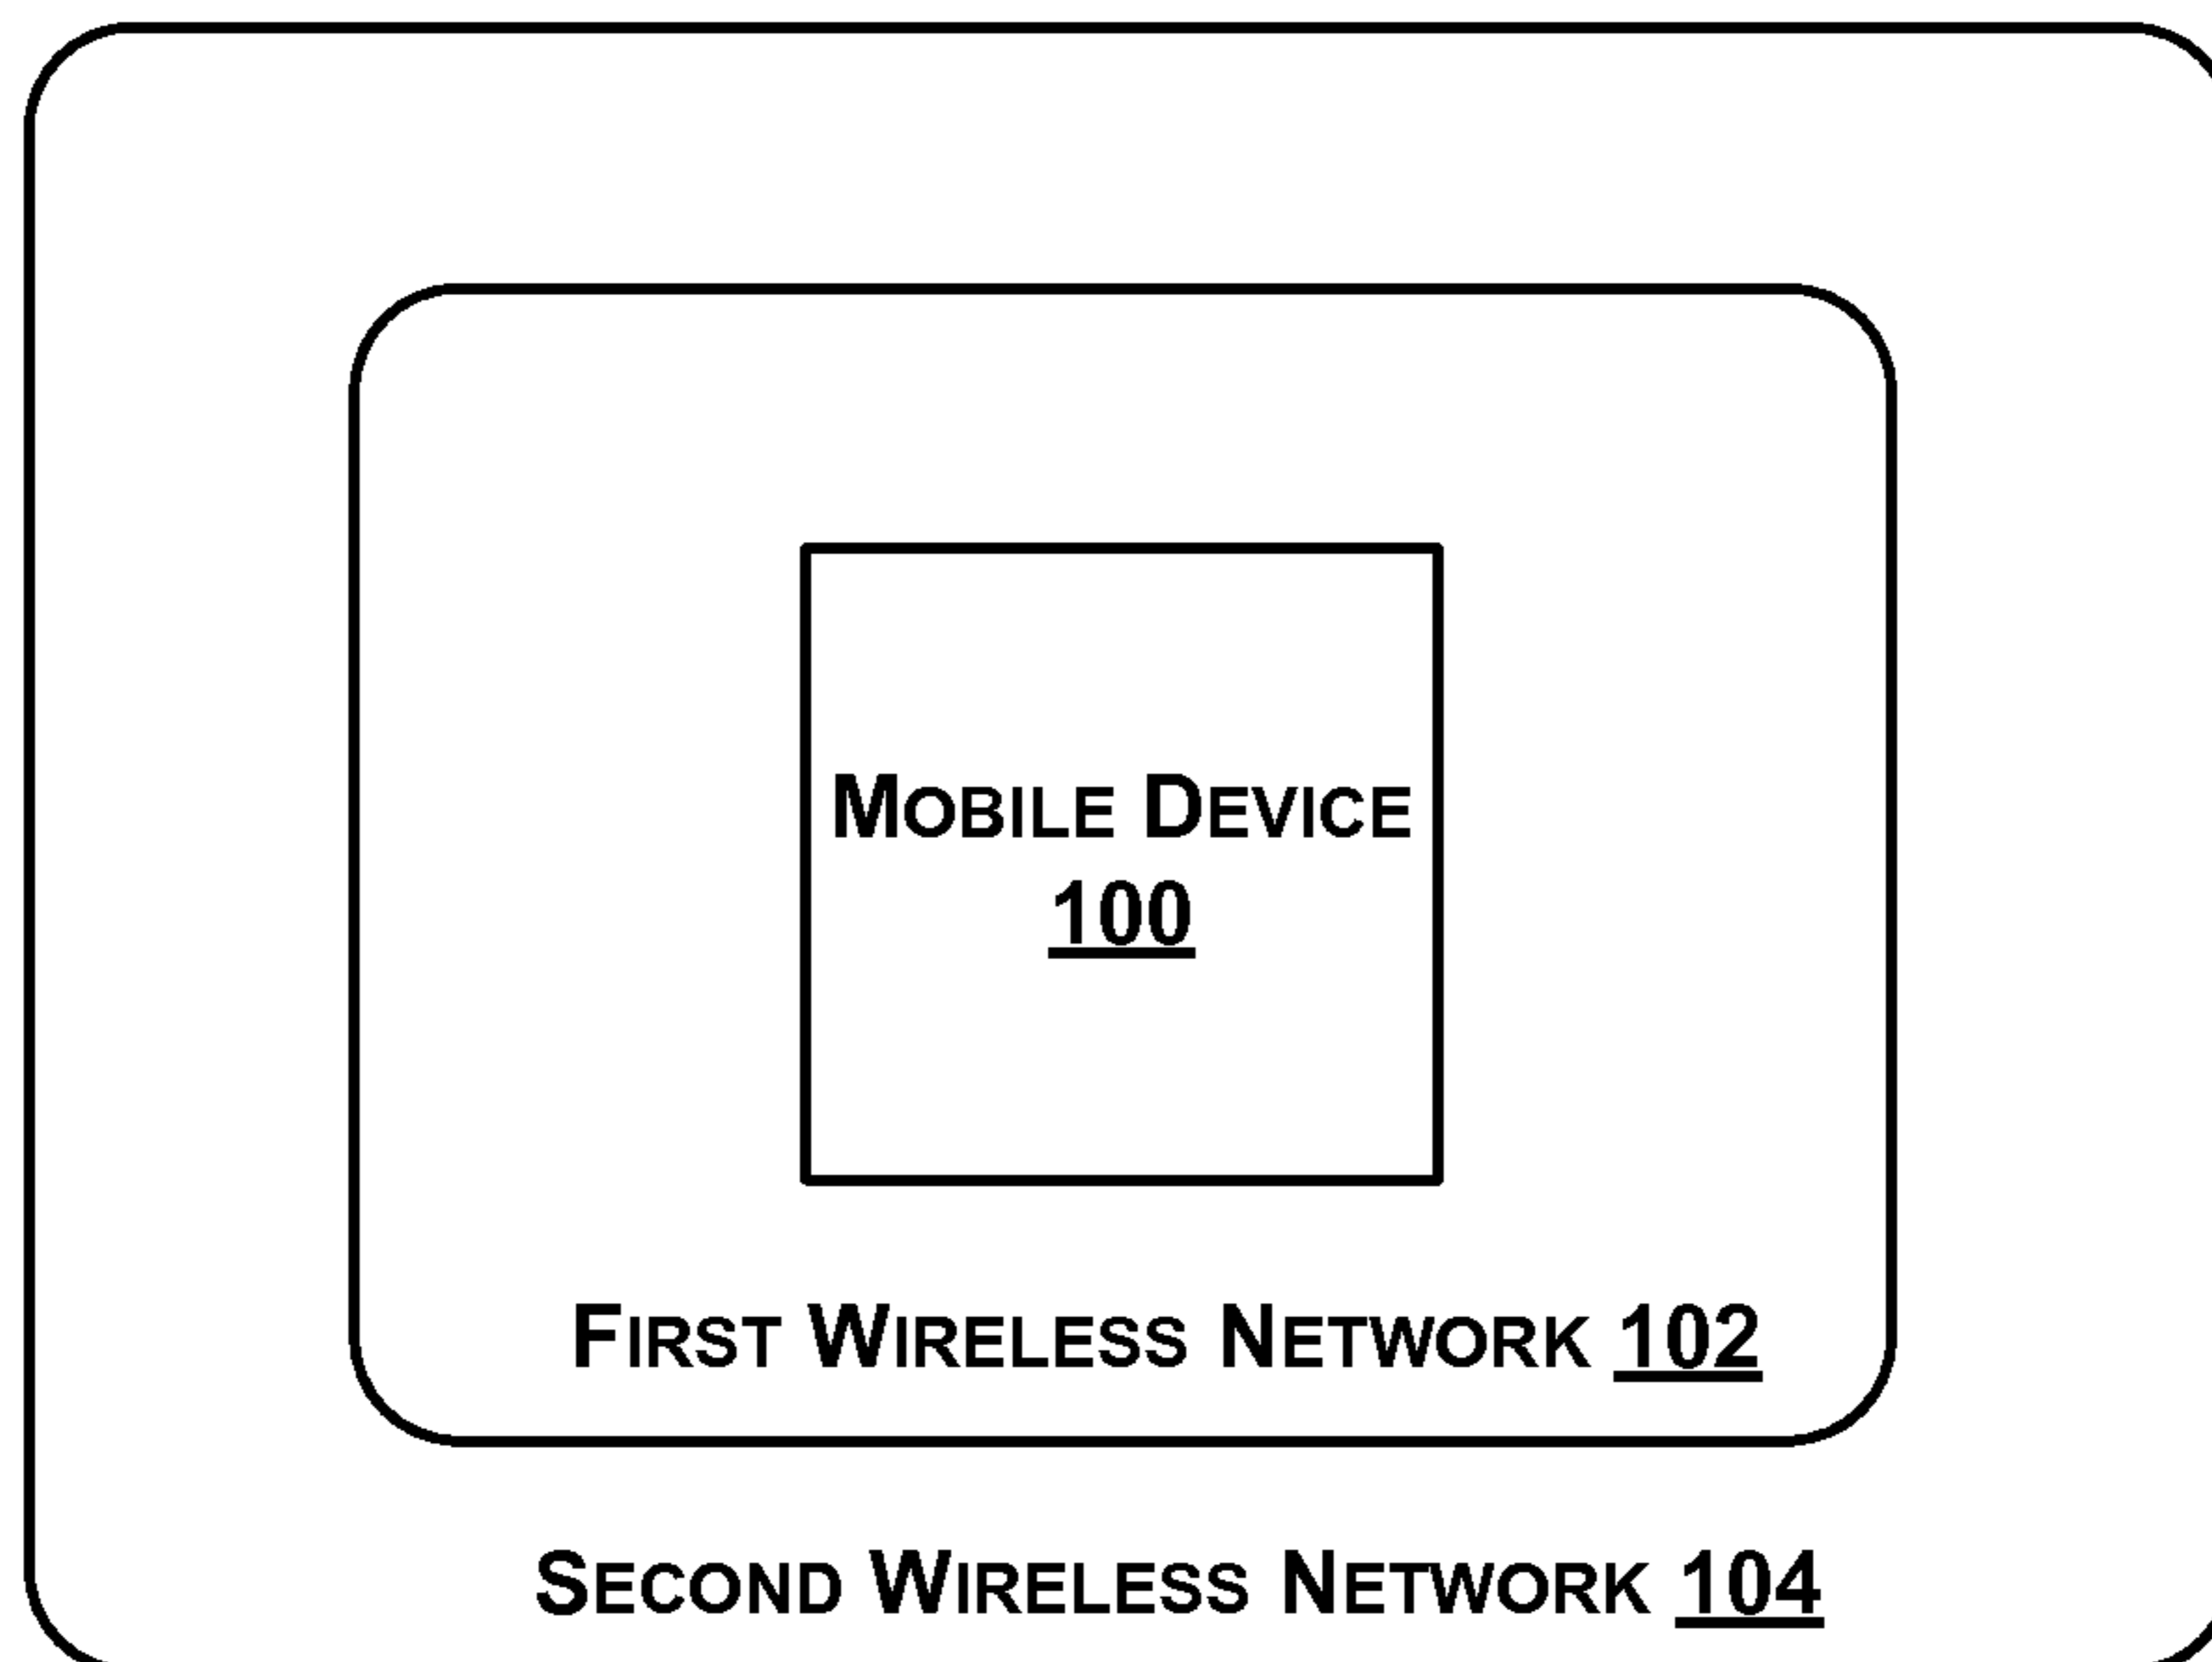 MOBILE DEVICE
100
FIRST WIRELESS NETWORK 102
SECOND WIRELESS NETWORK 104